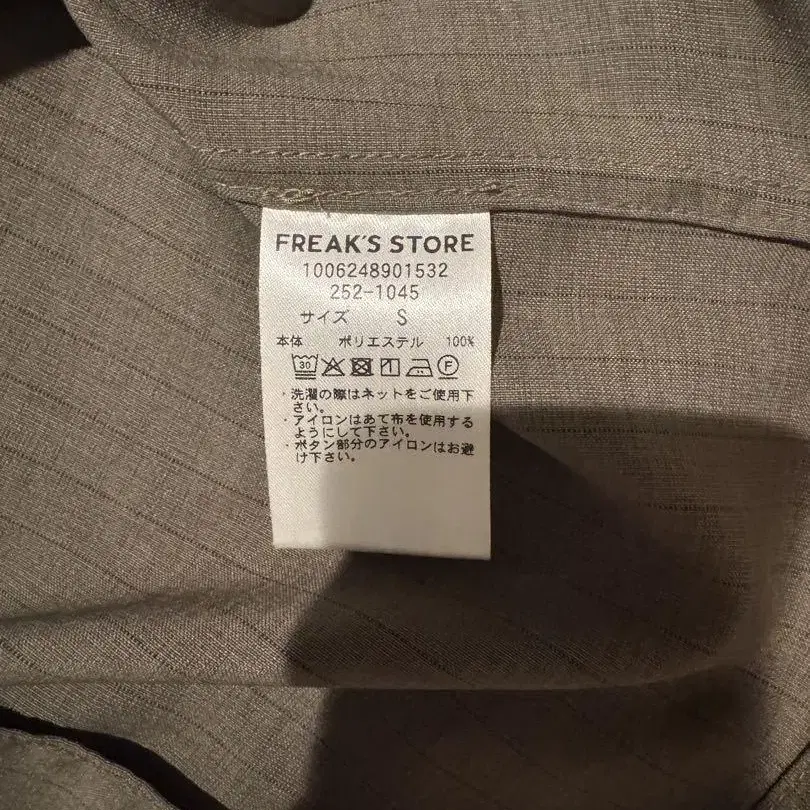 FREAK'S STORE
1006248901532
252-1045
サイズ S
本体 ポリエステル 100%
30 F
・洗濯の際はネットをご使用下
さい。
・アイロンはあて布を使用する
ようにして下さい。
・ボタン部分のアイロンはお避
け下さい。